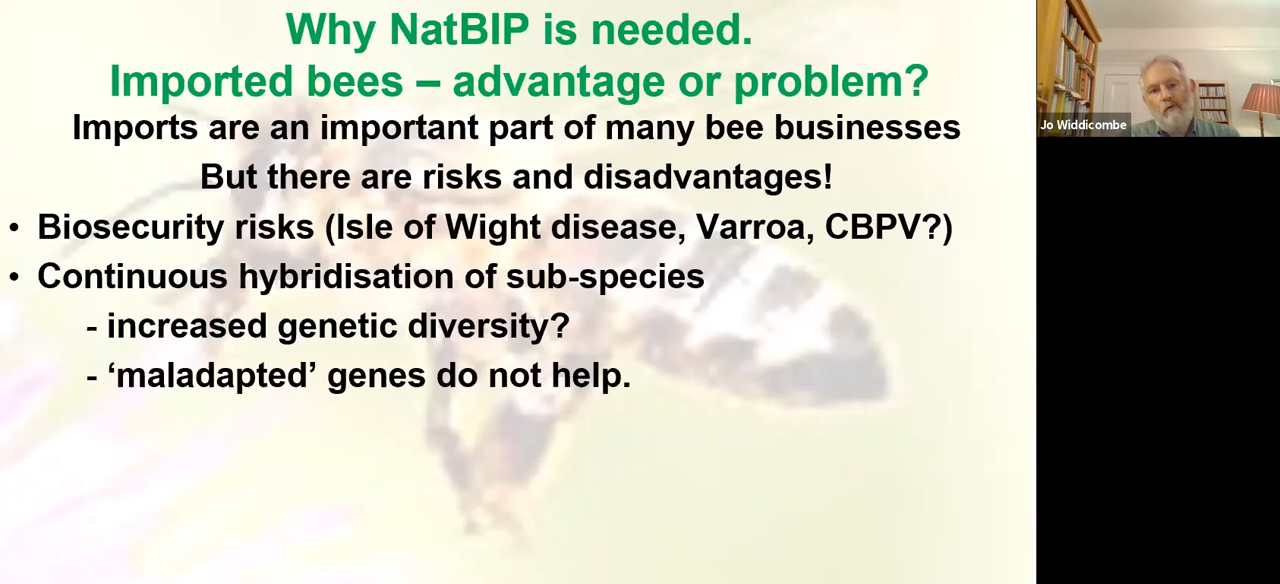 Why NatBIP is needed.
Imported bees – advantage or problem?
Imports are an important part of many bee businesses
But there are risks and disadvantages!
• Biosecurity risks (Isle of Wight disease, Varroa, CBPV?)
• Continuous hybridisation of sub-species
- increased genetic diversity?
- ‘maladapted’ genes do not help.
Jo Widdicombe